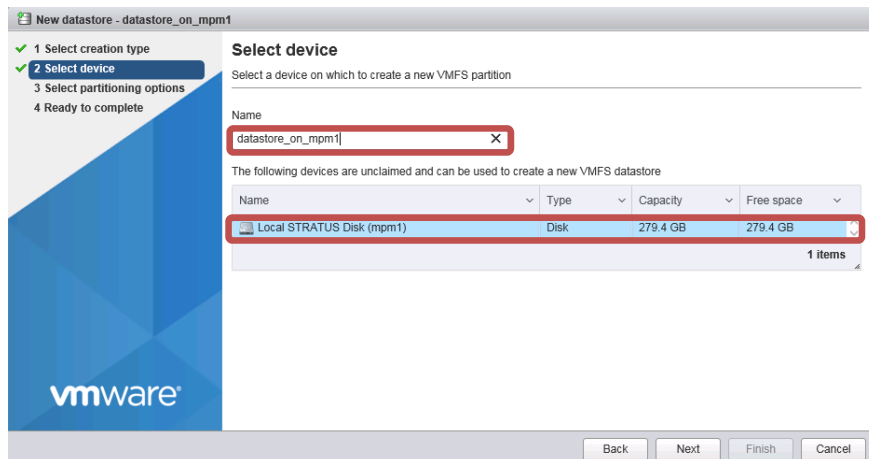 New datastore - datastore_on_mpm1
1 Select creation type
2 Select device
3 Select partitioning options
4 Ready to complete
Select device
Select a device on which to create a new VMFS partition
Name
datastore_on_mpm1
The following devices are unclaimed and can be used to create a new VMFS datastore
Name Type Capacity Free space
Local STRATUS Disk (mpm1) Disk 279.4 GB 279.4 GB
1 items
vmware®
Back Next Finish Cancel